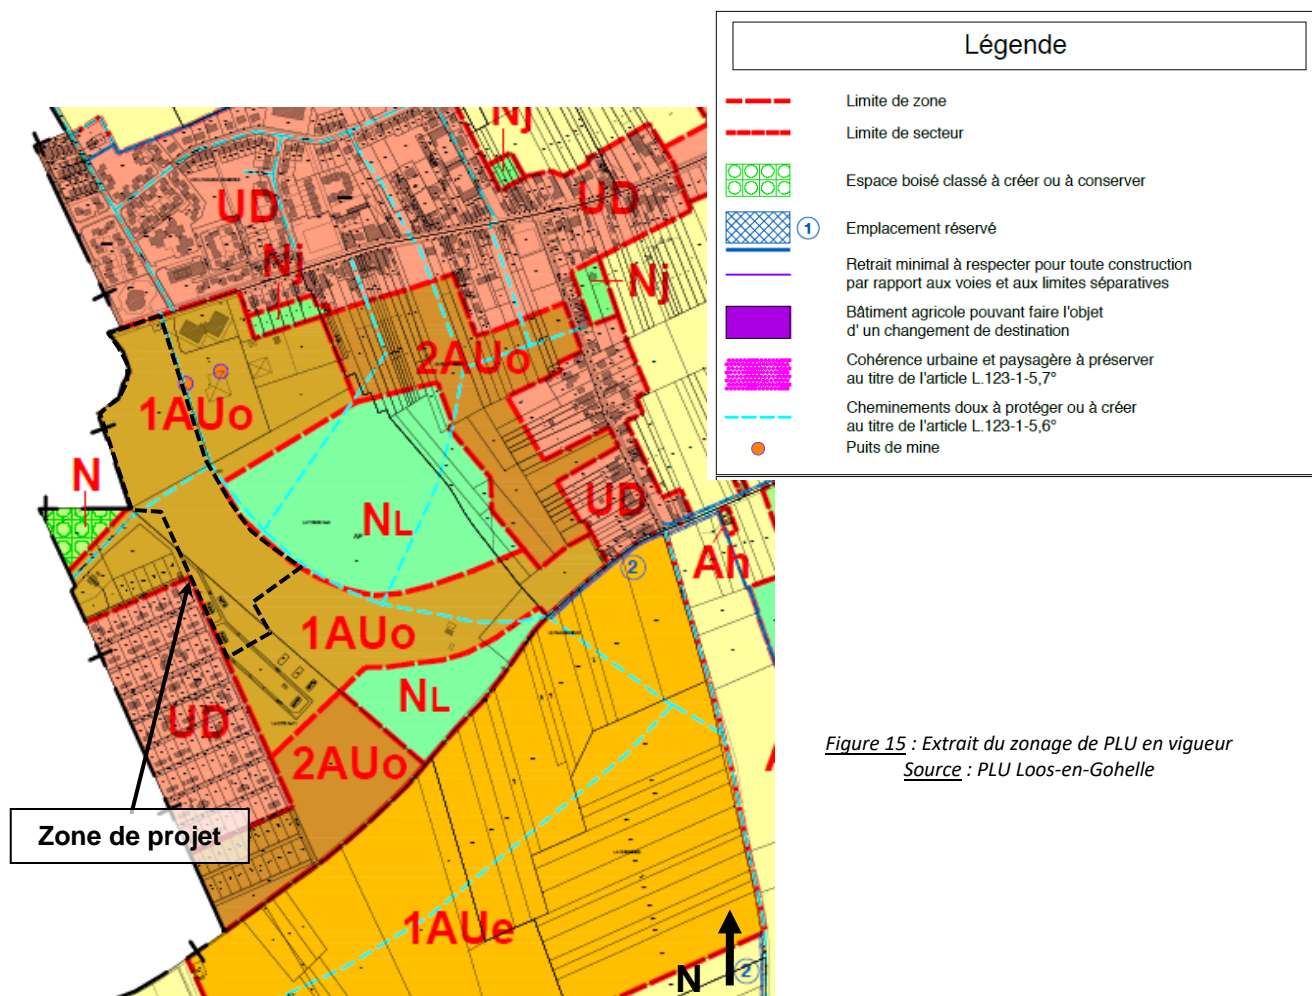 Légende
Limite de zone
Limite de secteur
Espace boisé classé à créer ou à conserver
1
Emplacement réservé
Retrait minimal à respecter pour toute construction
par rapport aux voies et aux limites séparatives
Bâtiment agricole pouvant faire l'objet
d' un changement de destination
Cohérence urbaine et paysagère à préserver
au titre de l'article L.123-1-5,7°
Cheminements doux à protéger ou à créer
au titre de l'article L.123-1-5,6°
Puits de mine
Nj
UD
UD
Nj
Nj
2AUo
1AUo
N
NL
UD
Ah
2
1AUo
NL
UD
2AUo
Zone de projet
1AUe
N
2
Figure 15 : Extrait du zonage de PLU en vigueur
Source : PLU Loos-en-Gohelle